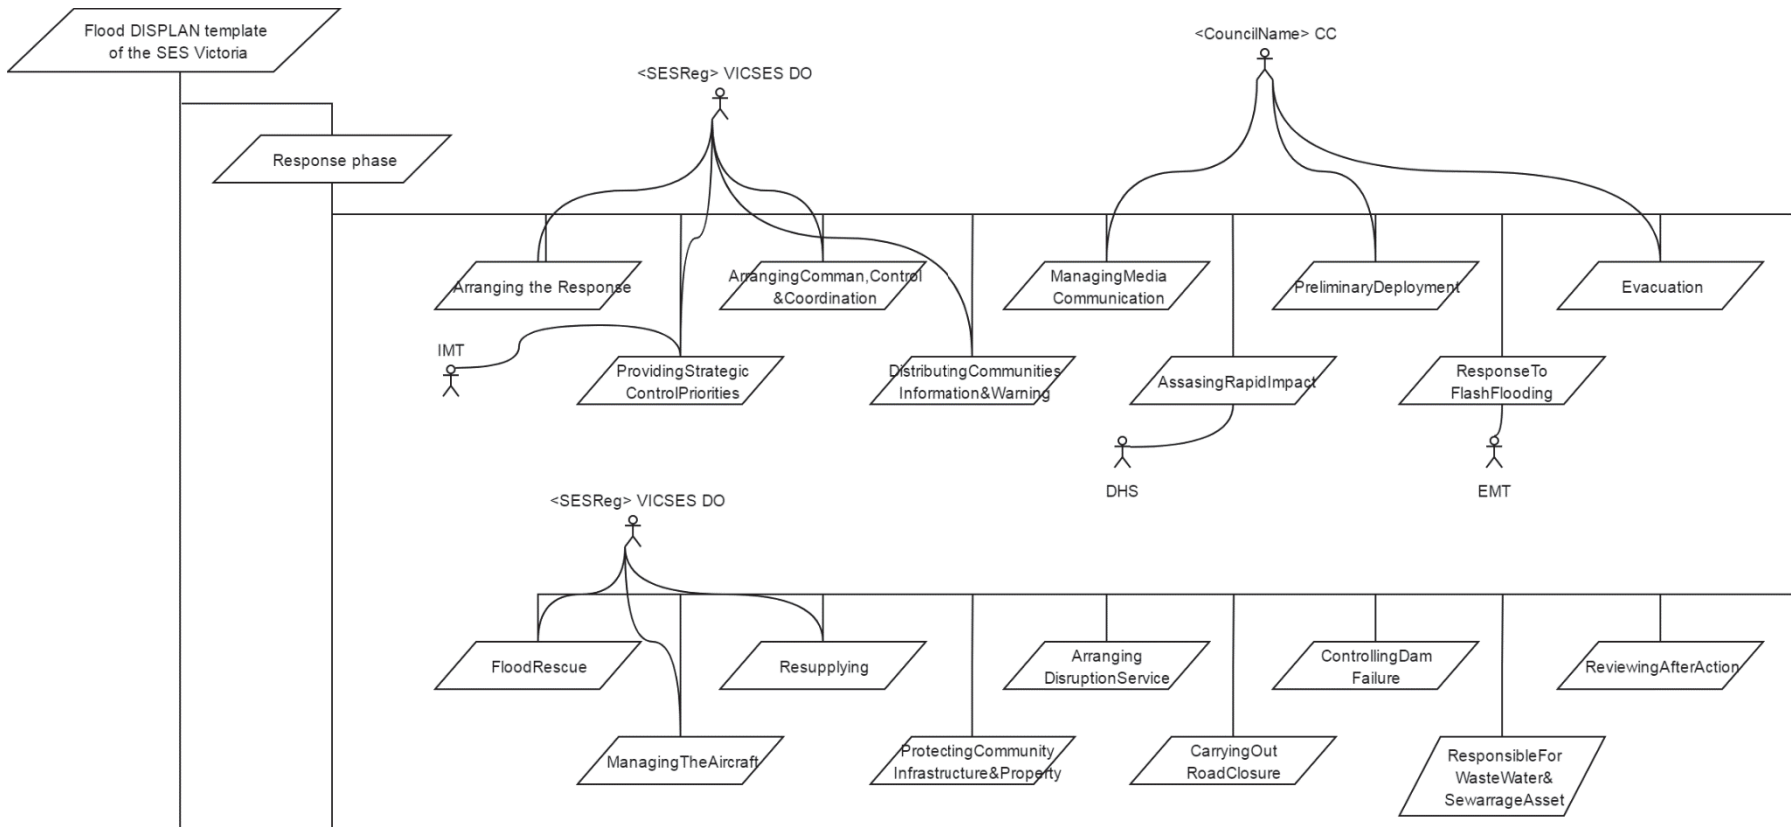 Flood DISPLAN template
of the SES Victoria
<CouncilName> CC
<SESReg> VICSES DO
Response phase
Arranging the Response
ArrangingComman,Control
&Coordination
ManagingMedia
Communication
PreliminaryDeployment
Evacuation
IMT
ProvidingStrategic
ControlPriorities
DistributingCommunities
Information&Warning
AssasingRapidImpact
ResponseTo
FlashFlooding
DHS
EMT
<SESReg> VICSES DO
FloodRescue
Resupplying
Arranging
DisruptionService
ControllingDam
Failure
ReviewingAfterAction
ManagingTheAircraft
ProtectingCommunity
Infrastructure&Property
CarryingOut
RoadClosure
ResponsibleFor
WasteWater&
SewarrageAsset